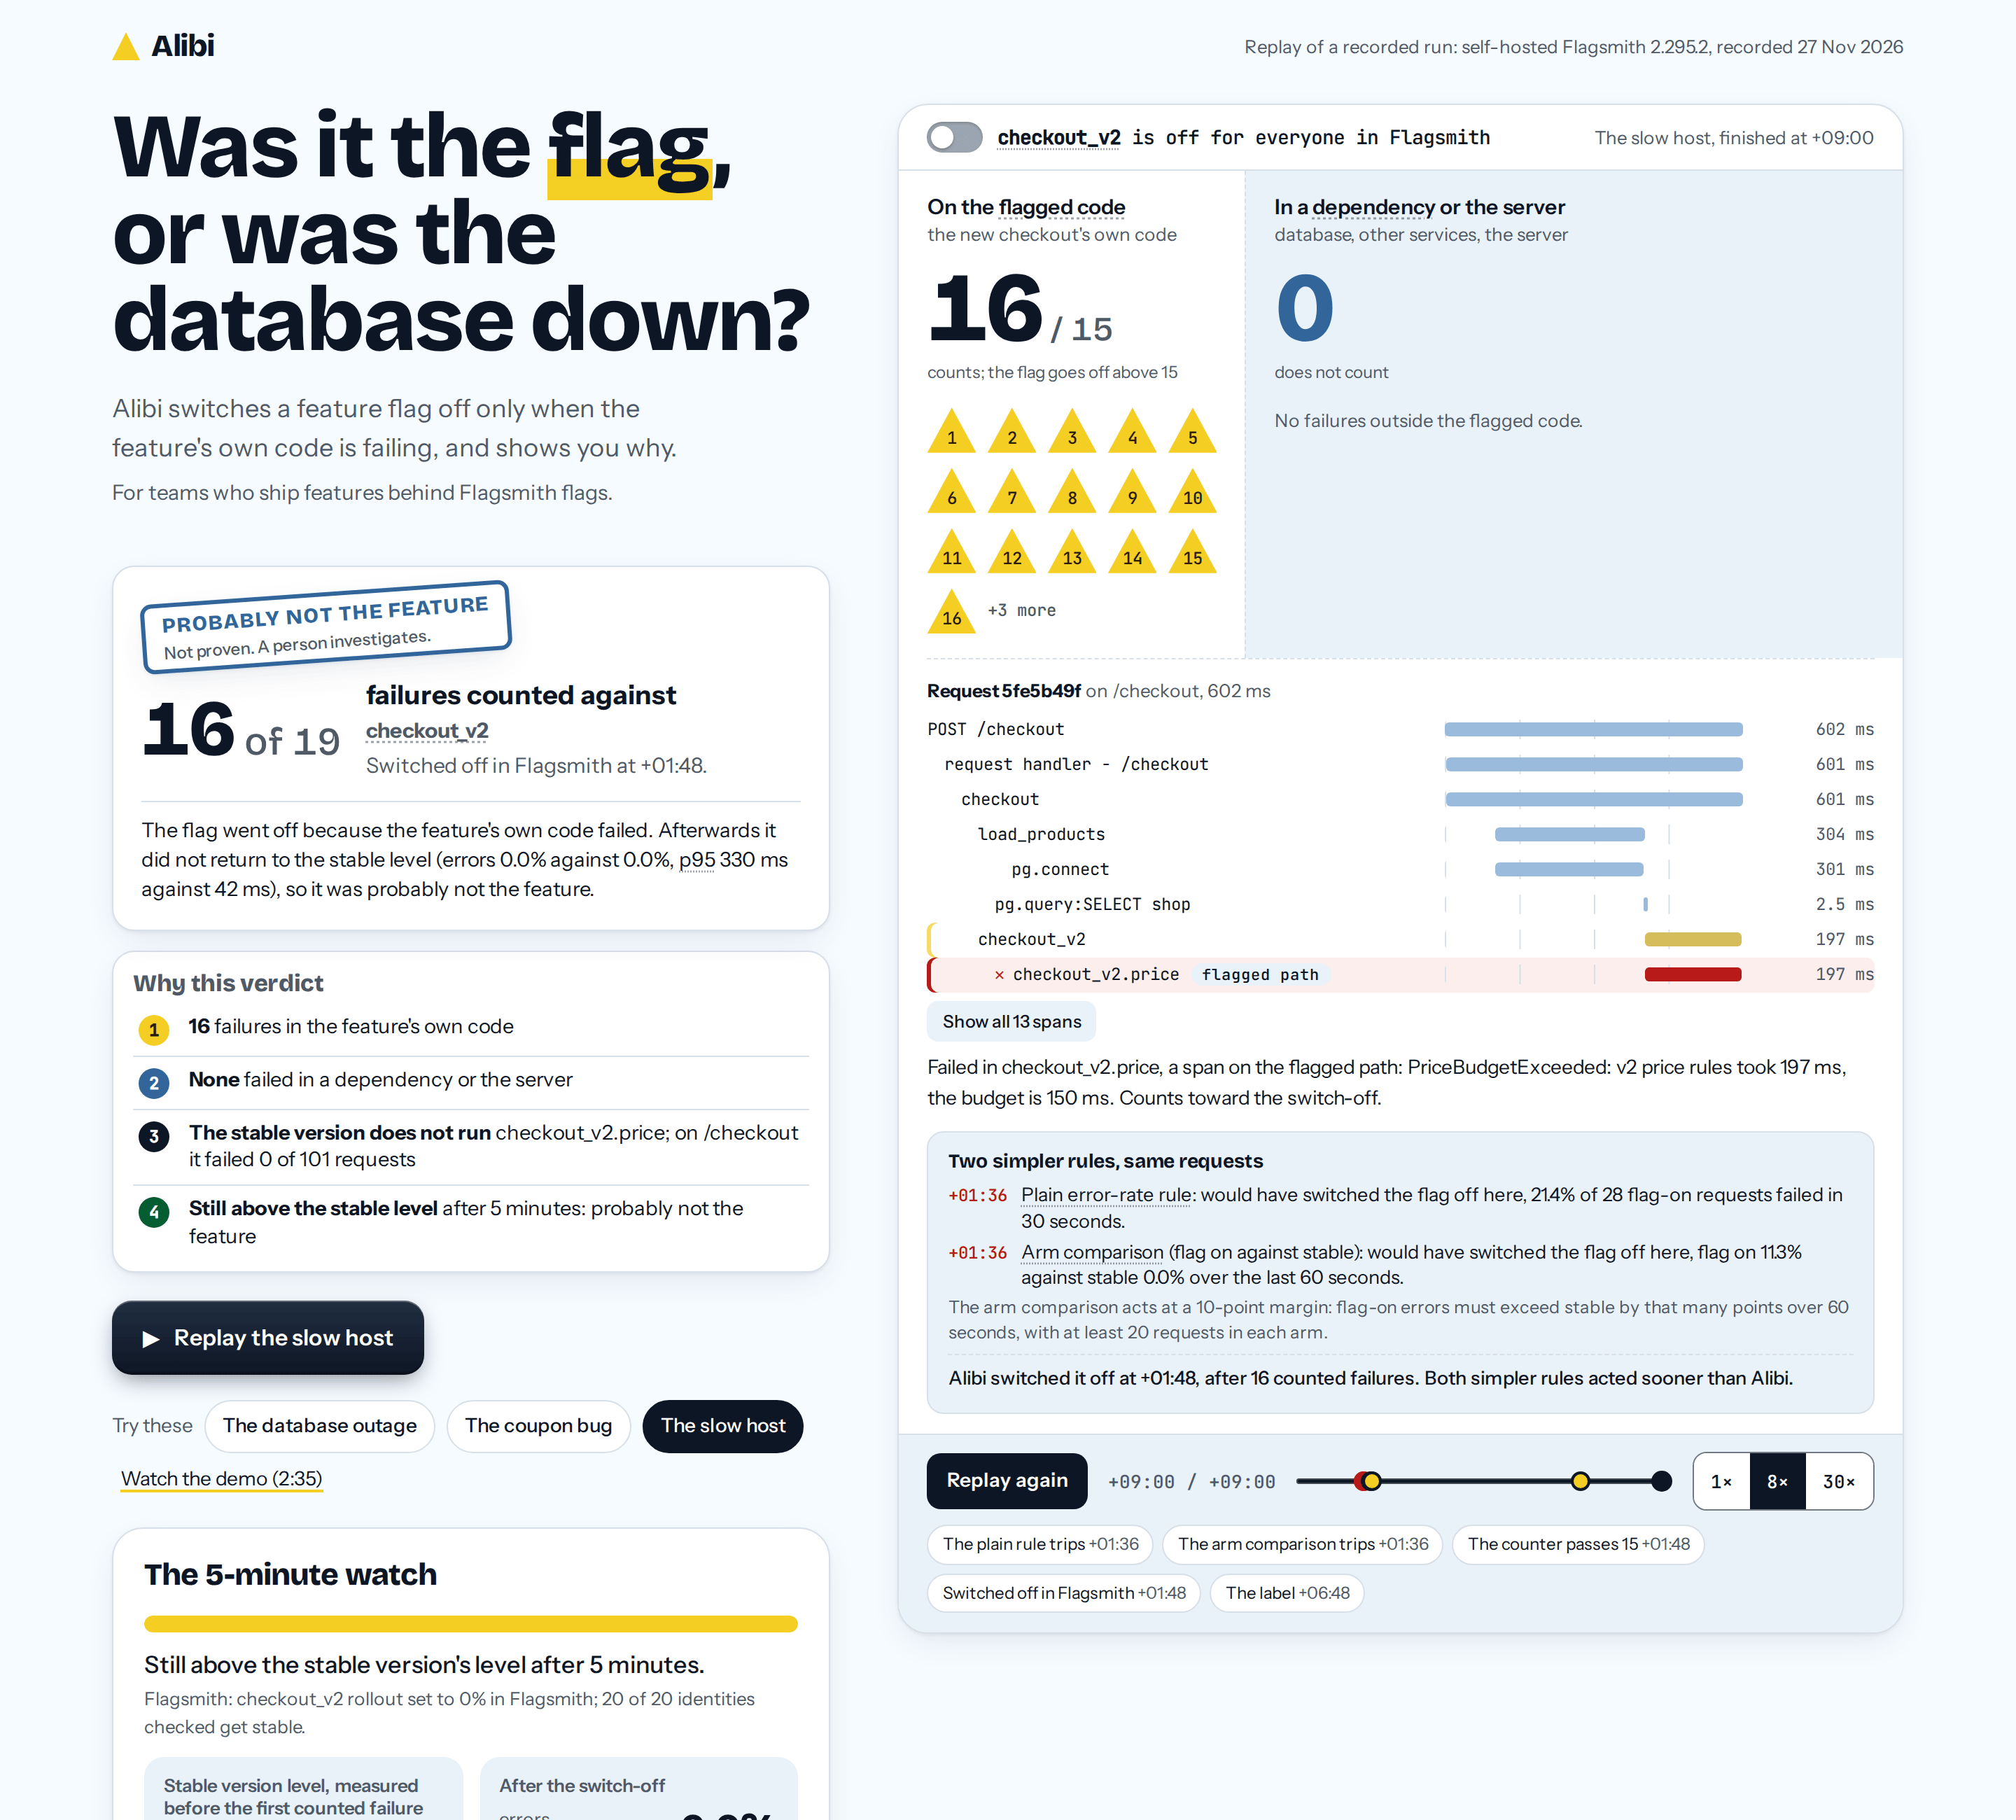 Alibi
Replay of a recorded run: self-hosted Flagsmith 2.295.2, recorded 27 Nov 2026
Was it the flag,
or was the
database down?
Alibi switches a feature flag off only when the
feature's own code is failing, and shows you why.
For teams who ship features behind Flagsmith flags.
PROBABLY NOT THE FEATURE
Not proven. A person investigates.
16 of 19
failures counted against
checkout_v2
Switched off in Flagsmith at +01:48.
The flag went off because the feature's own code failed. Afterwards it
did not return to the stable level (errors 0.0% against 0.0%, p95 330 ms
against 42 ms), so it was probably not the feature.
Why this verdict
1 16 failures in the feature's own code
2 None failed in a dependency or the server
3 The stable version does not run checkout_v2.price; on /checkout
it failed 0 of 101 requests
4 Still above the stable level after 5 minutes: probably not the
feature
▶ Replay the slow host
Try these The database outage The coupon bug The slow host
Watch the demo (2:35)
The 5-minute watch
Still above the stable version's level after 5 minutes.
Flagsmith: checkout_v2 rollout set to 0% in Flagsmith; 20 of 20 identities
checked get stable.
Stable version level, measured
before the first counted failure
After the switch-off
checkout_v2 is off for everyone in Flagsmith
The slow host, finished at +09:00
On the flagged code
the new checkout's own code
16 / 15
counts; the flag goes off above 15
1 2 3 4 5
6 7 8 9 10
11 12 13 14 15
16 +3 more
In a dependency or the server
database, other services, the server
0
does not count
No failures outside the flagged code.
Request 5fe5b49f on /checkout, 602 ms
POST /checkout 602 ms
request handler - /checkout 601 ms
checkout 601 ms
load_products 304 ms
pg.connect 301 ms
pg.query:SELECT shop 2.5 ms
checkout_v2 197 ms
× checkout_v2.price flagged path 197 ms
Show all 13 spans
Failed in checkout_v2.price, a span on the flagged path: PriceBudgetExceeded: v2 price rules took 197 ms,
the budget is 150 ms. Counts toward the switch-off.
Two simpler rules, same requests
+01:36 Plain error-rate rule: would have switched the flag off here, 21.4% of 28 flag-on requests failed in
30 seconds.
+01:36 Arm comparison (flag on against stable): would have switched the flag off here, flag on 11.3%
against stable 0.0% over the last 60 seconds.
The arm comparison acts at a 10-point margin: flag-on errors must exceed stable by that many points over 60
seconds, with at least 20 requests in each arm.
Alibi switched it off at +01:48, after 16 counted failures. Both simpler rules acted sooner than Alibi.
Replay again +09:00 / +09:00 1× 8× 30×
The plain rule trips +01:36 The arm comparison trips +01:36 The counter passes 15 +01:48
Switched off in Flagsmith +01:48 The label +06:48